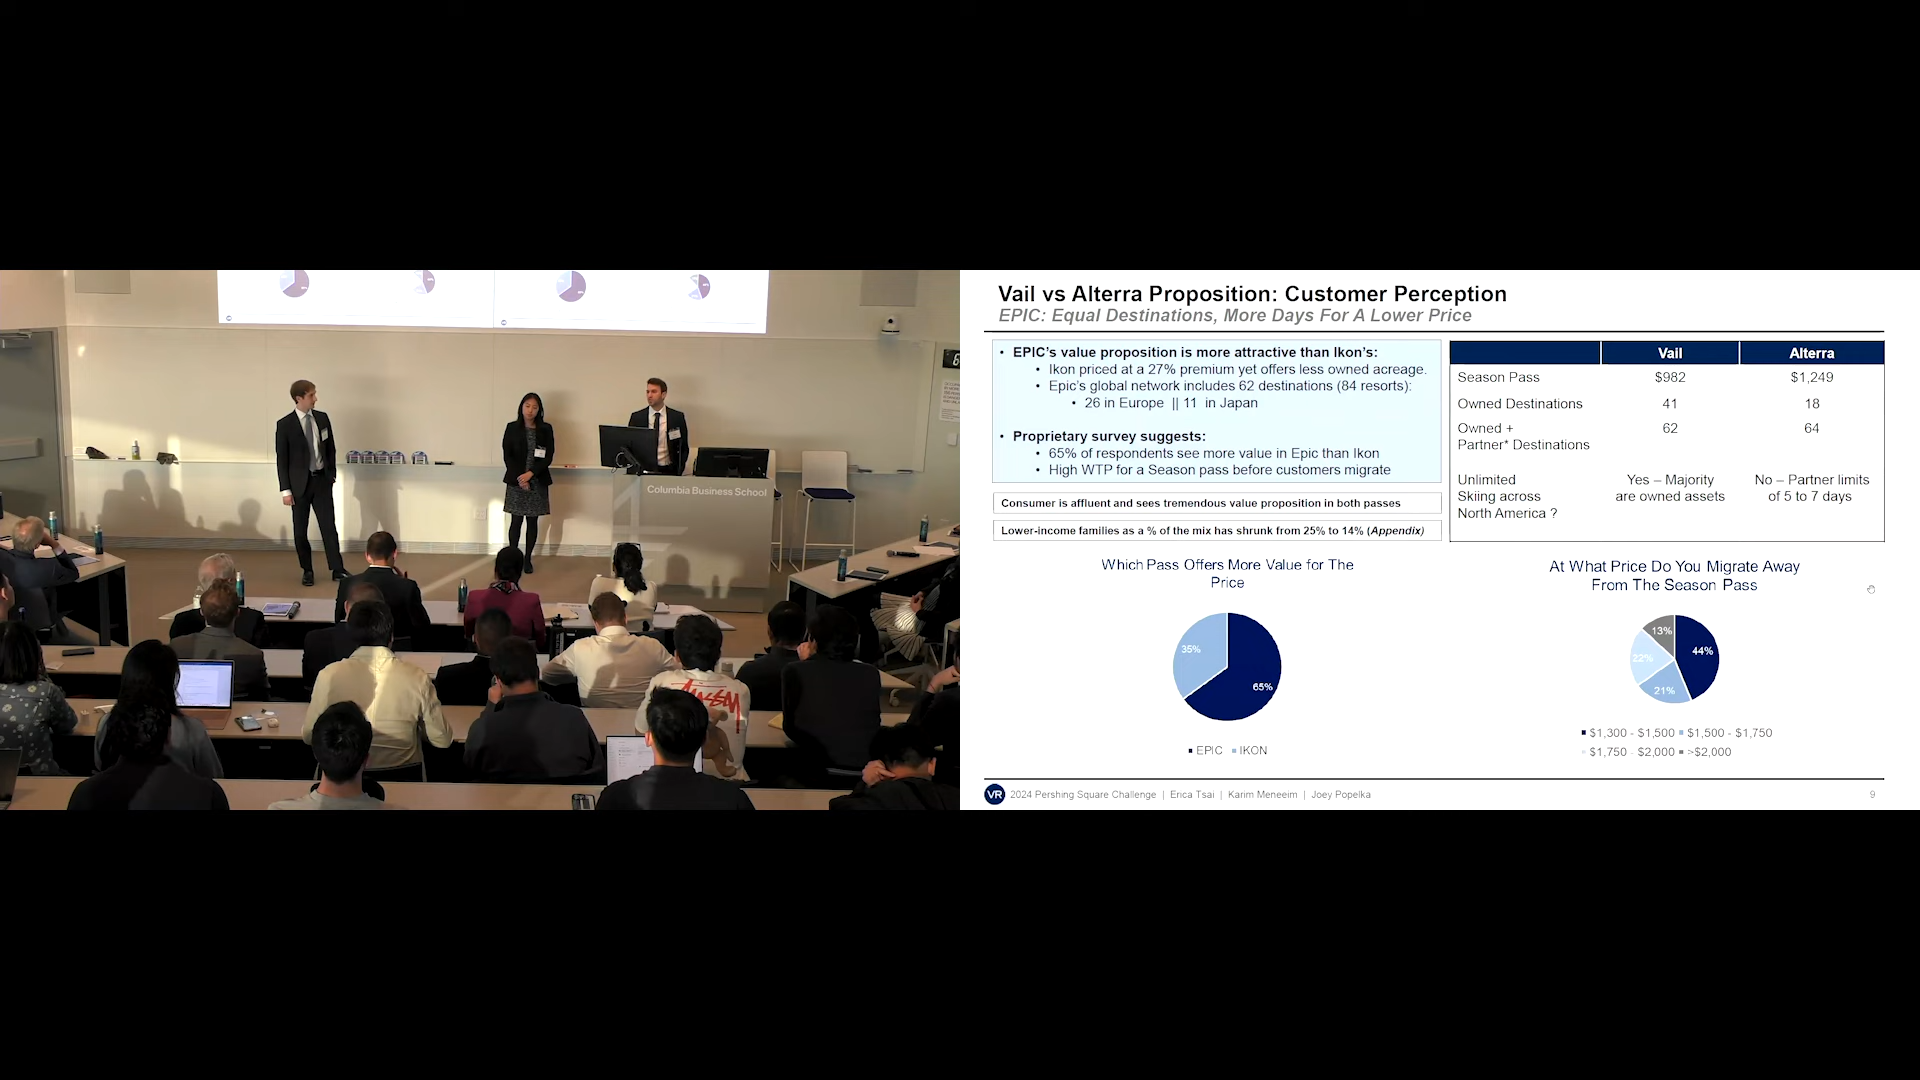 Columbia Business School
Vail vs Alterra Proposition: Customer Perception
EPIC: Equal Destinations, More Days For A Lower Price
• EPIC's value proposition is more attractive than Ikon's:
• Ikon priced at a 27% premium yet offers less owned acreage.
• Epic's global network includes 62 destinations (84 resorts):
• 26 in Europe || 11 in Japan
• Proprietary survey suggests:
• 65% of respondents see more value in Epic than Ikon
• High WTP for a Season pass before customers migrate
Consumer is affluent and sees tremendous value proposition in both passes
Lower-income families as a % of the mix has shrunk from 25% to 14% (Appendix)
Vail Alterra
Season Pass $982 $1,249
Owned Destinations 41 18
Owned + 62 64
Partner* Destinations
Unlimited Yes – Majority No – Partner limits
Skiing across are owned assets of 5 to 7 days
North America ?
Which Pass Offers More Value for The
Price
35%
65%
EPIC IKON
At What Price Do You Migrate Away
From The Season Pass
13%
44%
22%
21%
$1,300 - $1,500 $1,500 - $1,750
$1,750 - $2,000 >$2,000
VR 2024 Pershing Square Challenge | Erica Tsai | Karim Meneeim | Joey Popelka 9